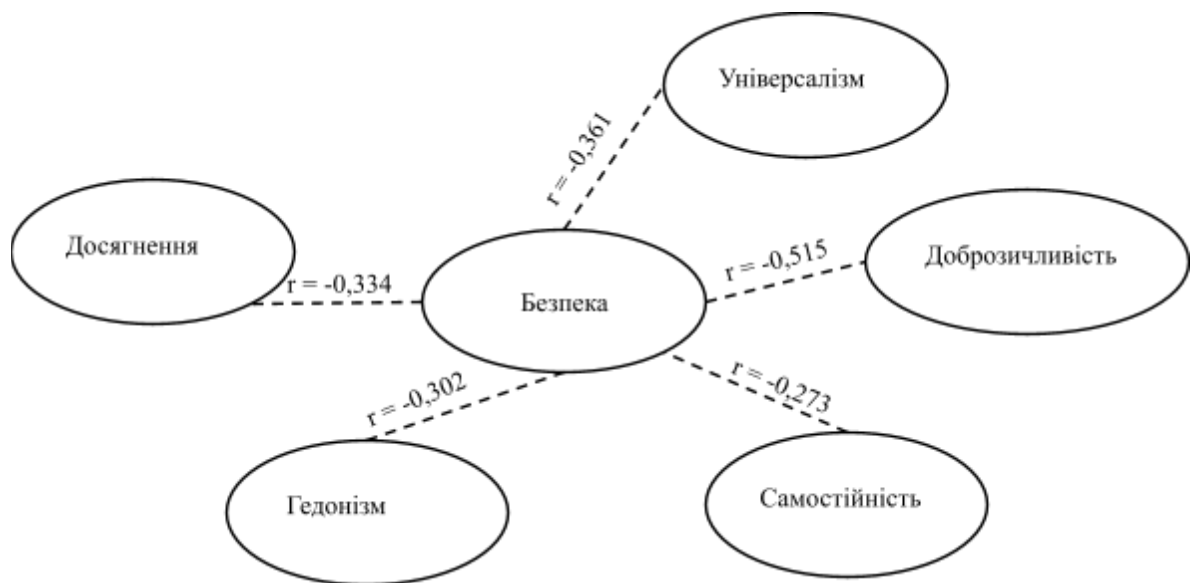 Універсалізм
r = -0,361
Досягнення
r = -0,334
Безпека
r = -0,515
Доброзичливість
r = -0,302
r = -0,273
Гедонізм
Самостійність